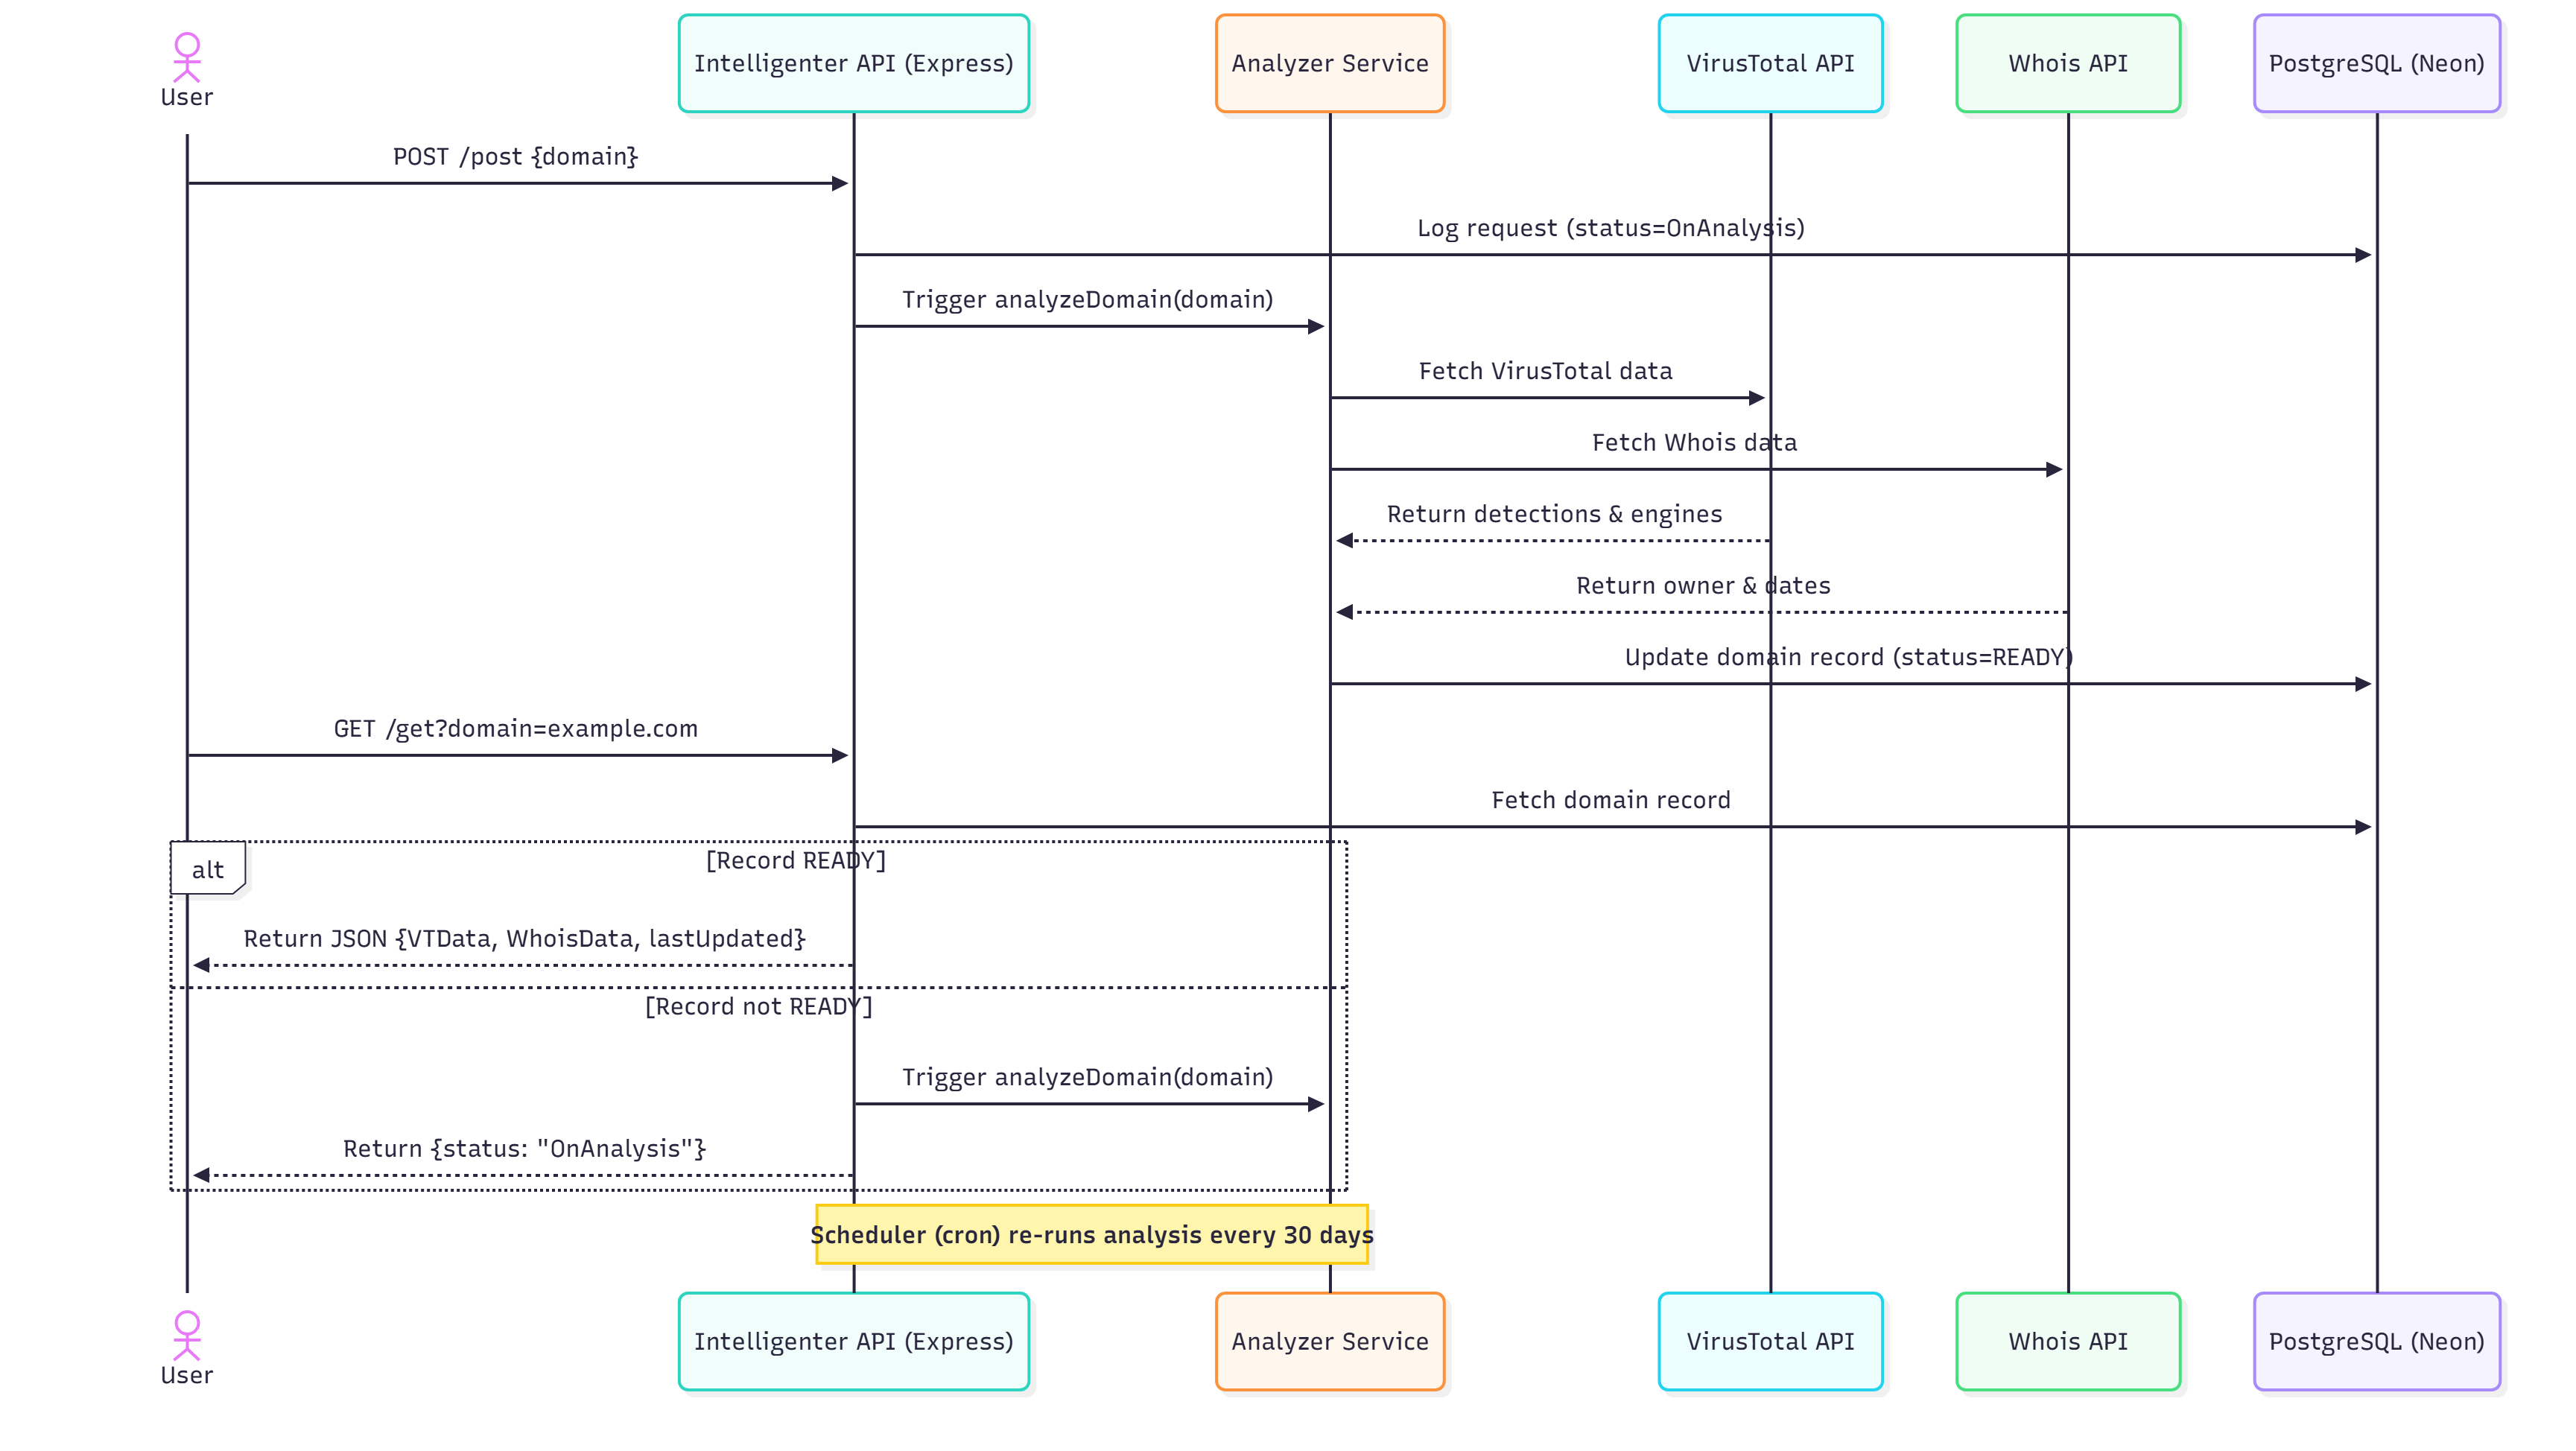 User
Intelligenter API (Express)
Analyzer Service
VirusTotal API
Whois API
PostgreSQL (Neon)
POST /post {domain}
Log request (status=OnAnalysis)
Trigger analyzeDomain(domain)
Fetch VirusTotal data
Fetch Whois data
Return detections & engines
Return owner & dates
Update domain record (status=READY)
GET /get?domain=example.com
Fetch domain record
alt
[Record READY]
Return JSON {VTData, WhoisData, lastUpdated}
[Record not READY]
Trigger analyzeDomain(domain)
Return {status: "OnAnalysis"}
Scheduler (cron) re-runs analysis every 30 days
User
Intelligenter API (Express)
Analyzer Service
VirusTotal API
Whois API
PostgreSQL (Neon)